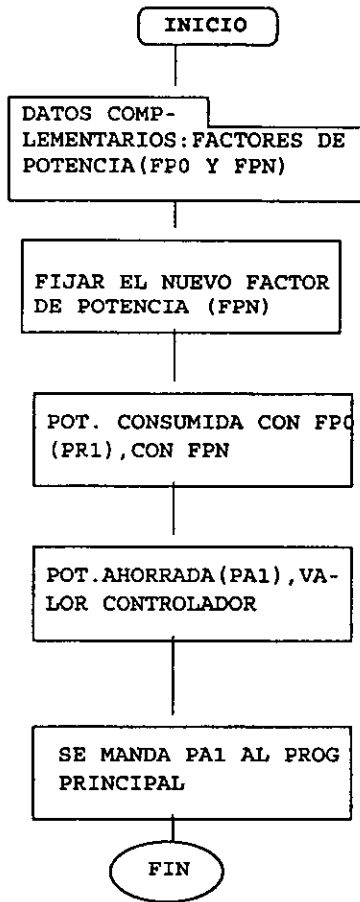 INICIO
DATOS COMP-
LEMENTARIOS:FACTORES DE
POTENCIA(FP0 Y FPN)
FIJAR EL NUEVO FACTOR
DE POTENCIA (FPN)
POT. CONSUMIDA CON FP0
(PR1),CON FPN
POT.AHORRADA(PA1),VA-
LOR CONTROLADOR
SE MANDA PA1 AL PROG
PRINCIPAL
FIN